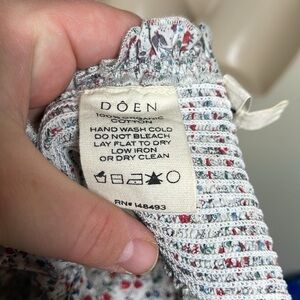 DÔEN
100% ORGANIC
COTTON
HAND WASH COLD
DO NOT BLEACH
LAY FLAT TO DRY
LOW IRON
OR DRY CLEAN
RN# 148493